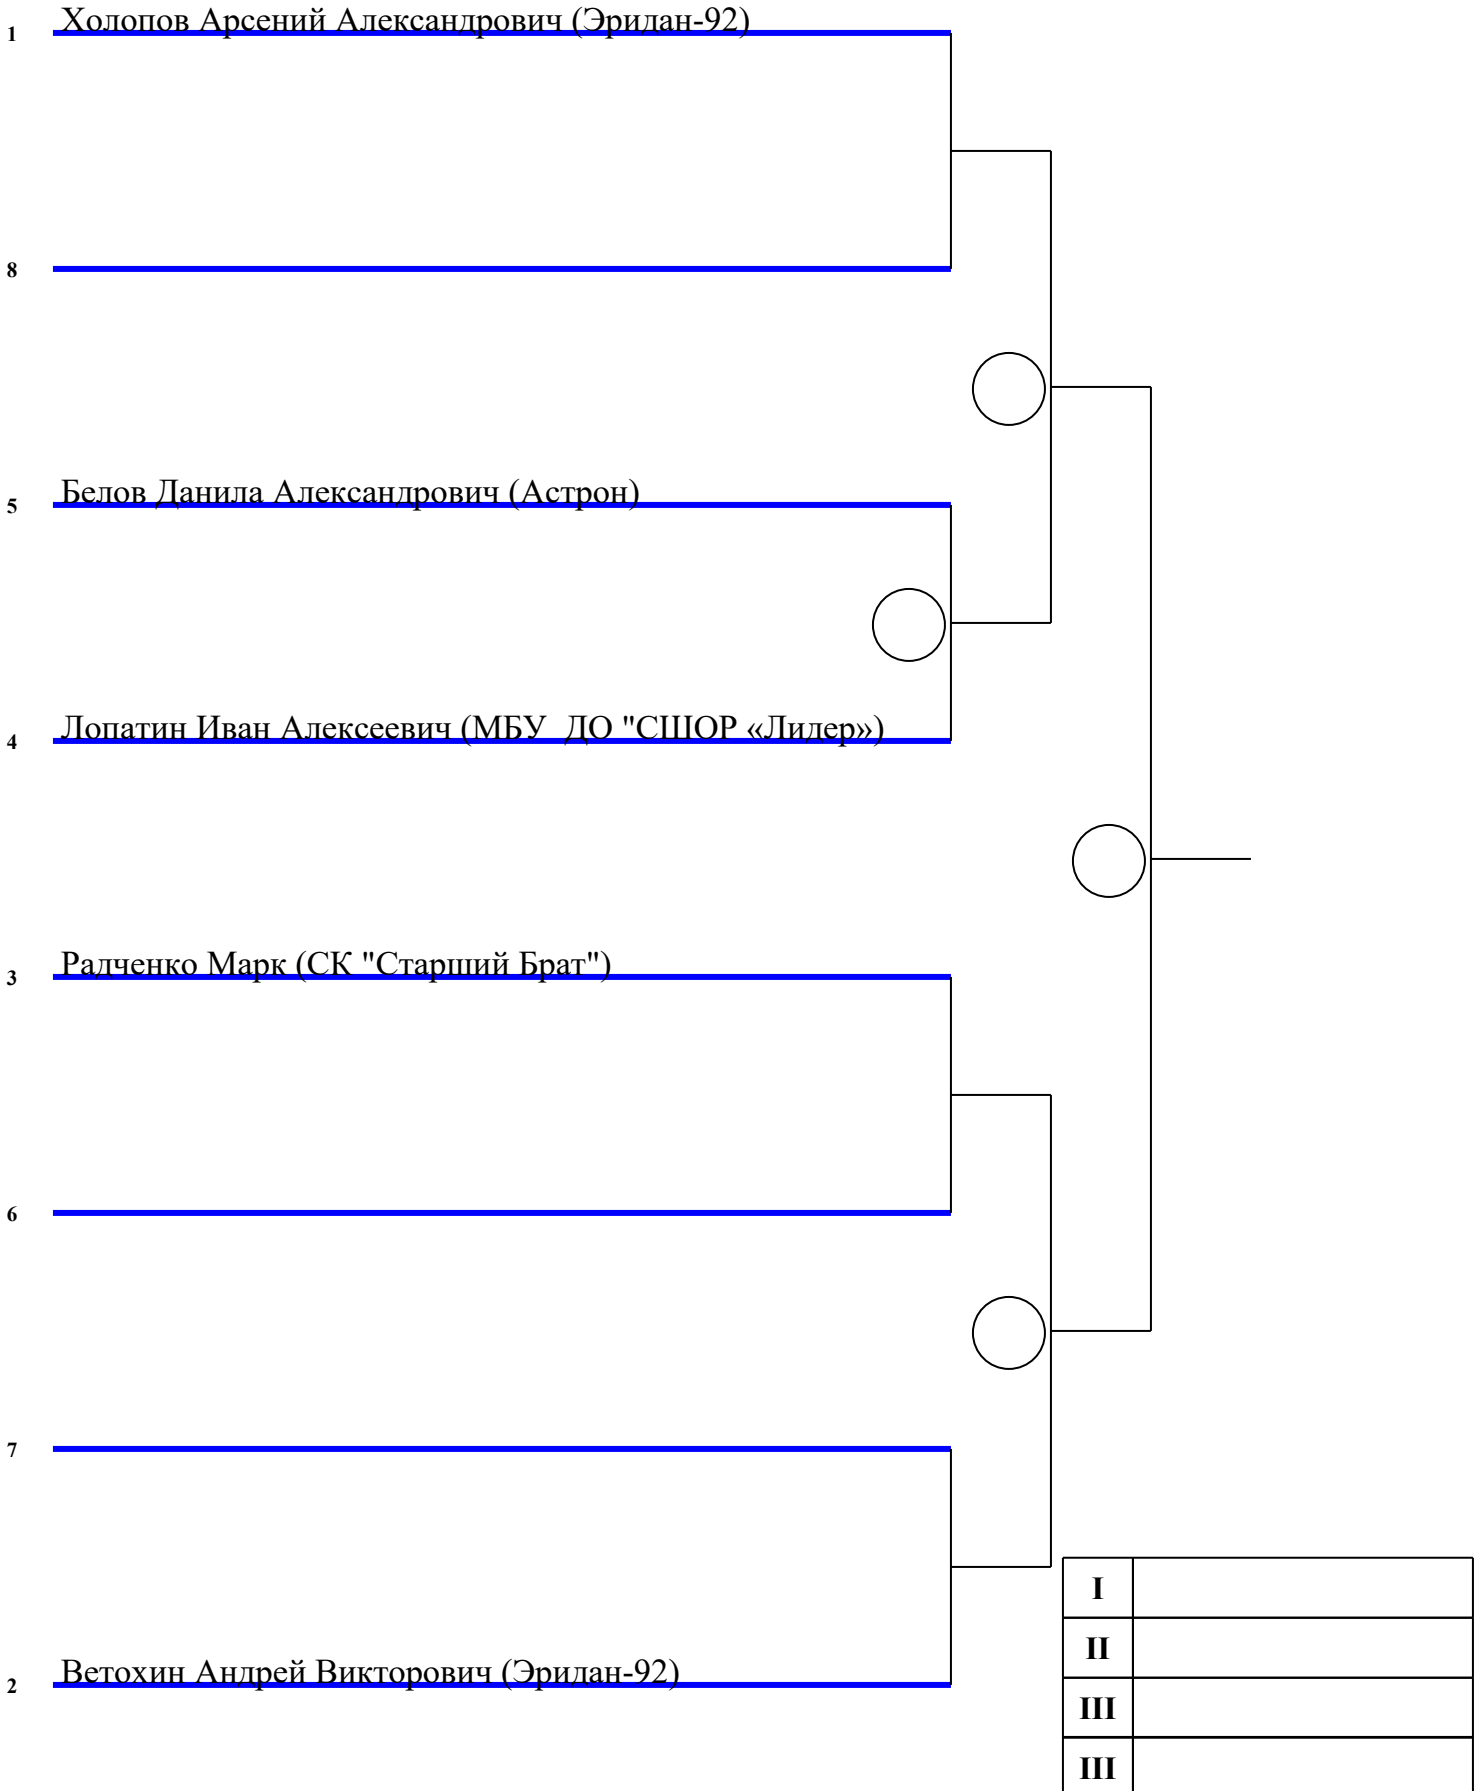 1 Холопов Арсений Александрович (Эридан-92)
8
5 Белов Данила Александрович (Астрон)
4 Лопатин Иван Алексеевич (МБУ  ДО "СШОР «Лидер»)
3 Радченко Марк (СК "Старший Брат")
6
7
2 Ветохин Андрей Викторович (Эридан-92)
I
II
III
III